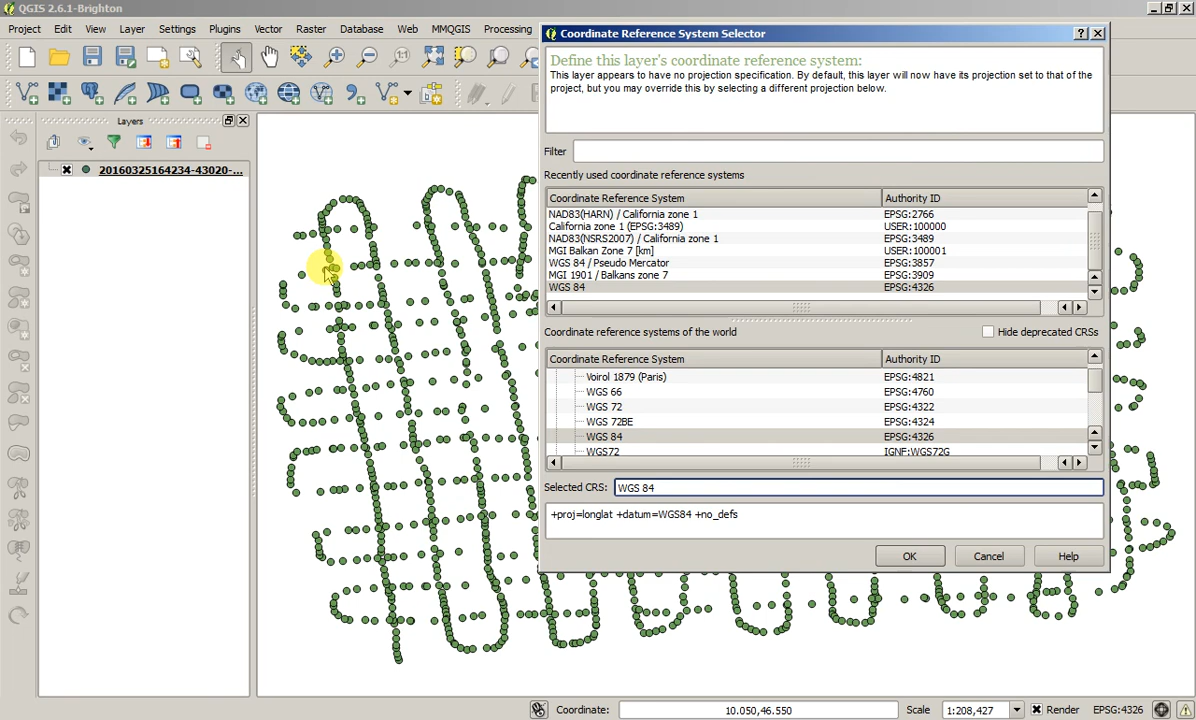 QGIS 2.6.1-Brighton
Project Edit View Layer Settings Plugins Vector Raster Database Web MMQGIS Processing
Layers
20160325164234-43020-...
Coordinate Reference System Selector
Define this layer's coordinate reference system:
This layer appears to have no projection specification. By default, this layer will now have its projection set to that of the
project, but you may override this by selecting a different projection below.
Filter
Recently used coordinate reference systems
Coordinate Reference System Authority ID
NAD83(HARN) / California zone 1 EPSG:2766
California zone 1 (EPSG:3489) USER:100000
NAD83(NSRS2007) / California zone 1 EPSG:3489
MGI Balkan Zone 7 [km] USER:100001
WGS 84 / Pseudo Mercator EPSG:3857
MGI 1901 / Balkans zone 7 EPSG:3909
WGS 84 EPSG:4326
Coordinate reference systems of the world
Hide deprecated CRSs
Coordinate Reference System Authority ID
Voirol 1879 (Paris) EPSG:4821
WGS 66 EPSG:4760
WGS 72 EPSG:4322
WGS 72BE EPSG:4324
WGS 84 EPSG:4326
WGS72 IGNF:WGS72G
Selected CRS: WGS 84
+proj=longlat +datum=WGS84 +no_defs
OK Cancel Help
Coordinate: 10.050,46.550 Scale 1:208,427 Render EPSG:4326